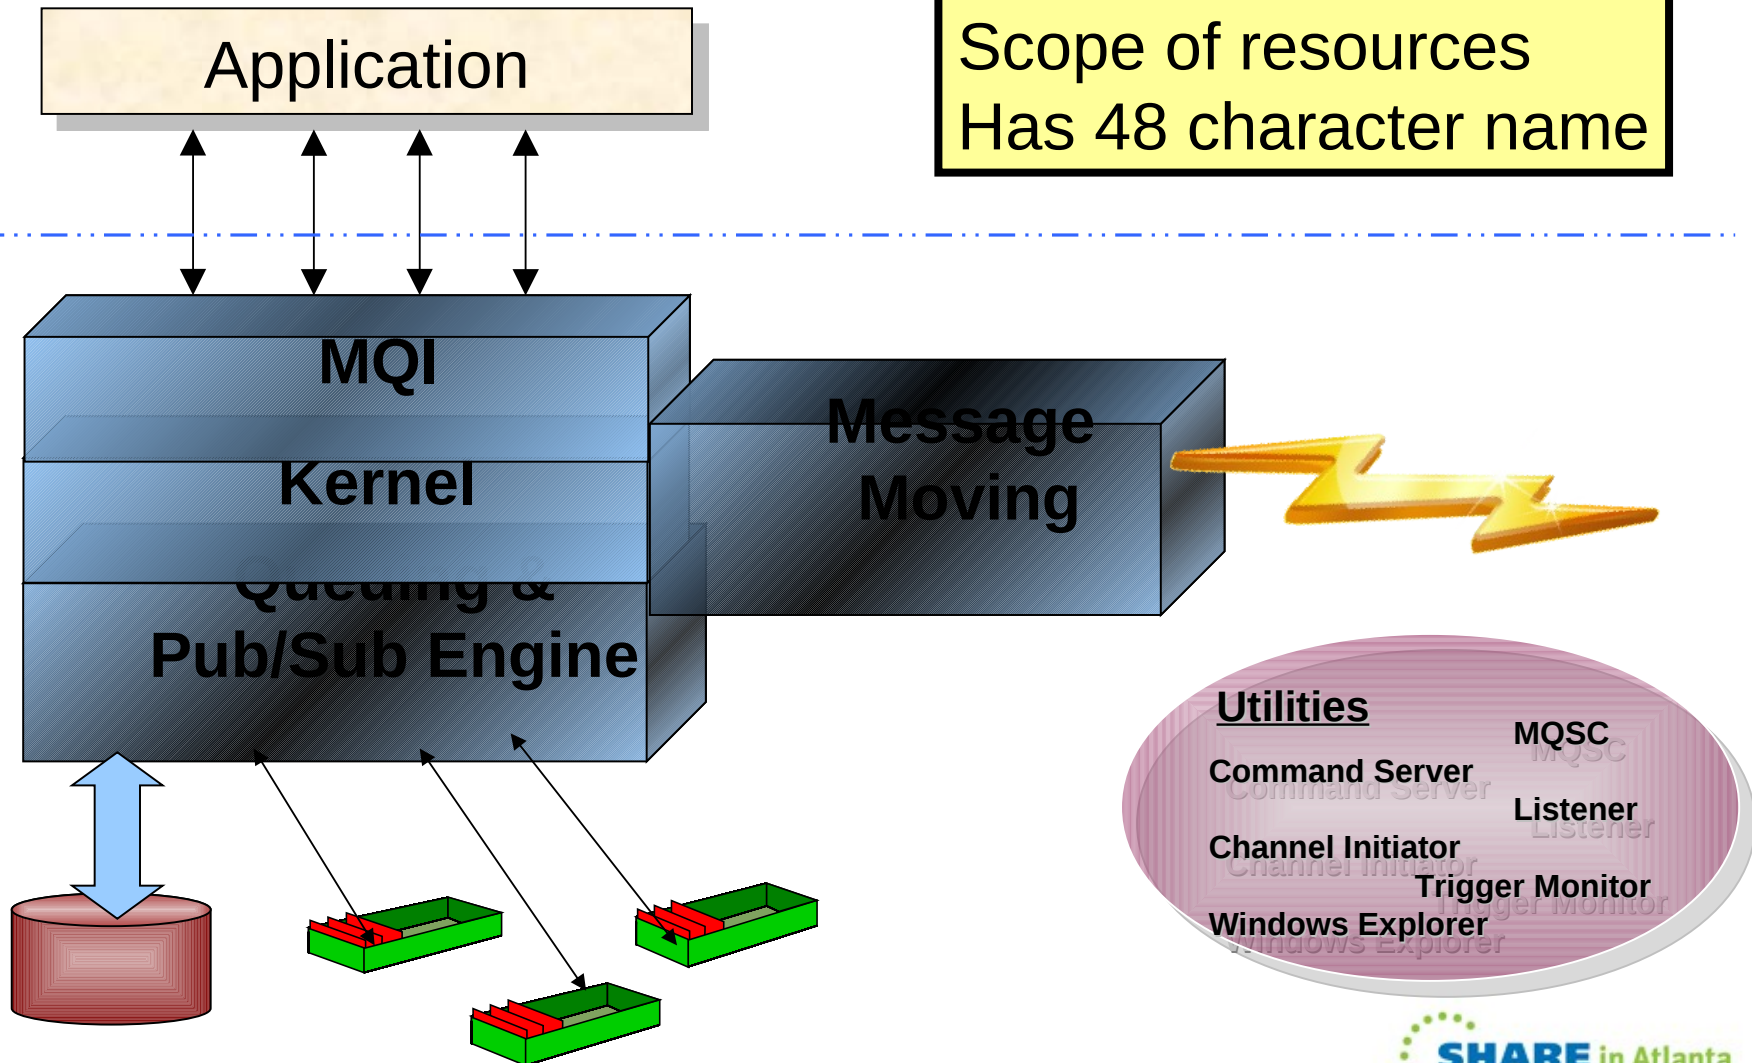 Application
Scope of resources
Has 48 character name
MQI
Kernel
Queuing &
Pub/Sub Engine
Message
Moving
Utilities
MQSC
Command Server
Listener
Channel Initiator
Trigger Monitor
Windows Explorer
SHARE in Atlanta